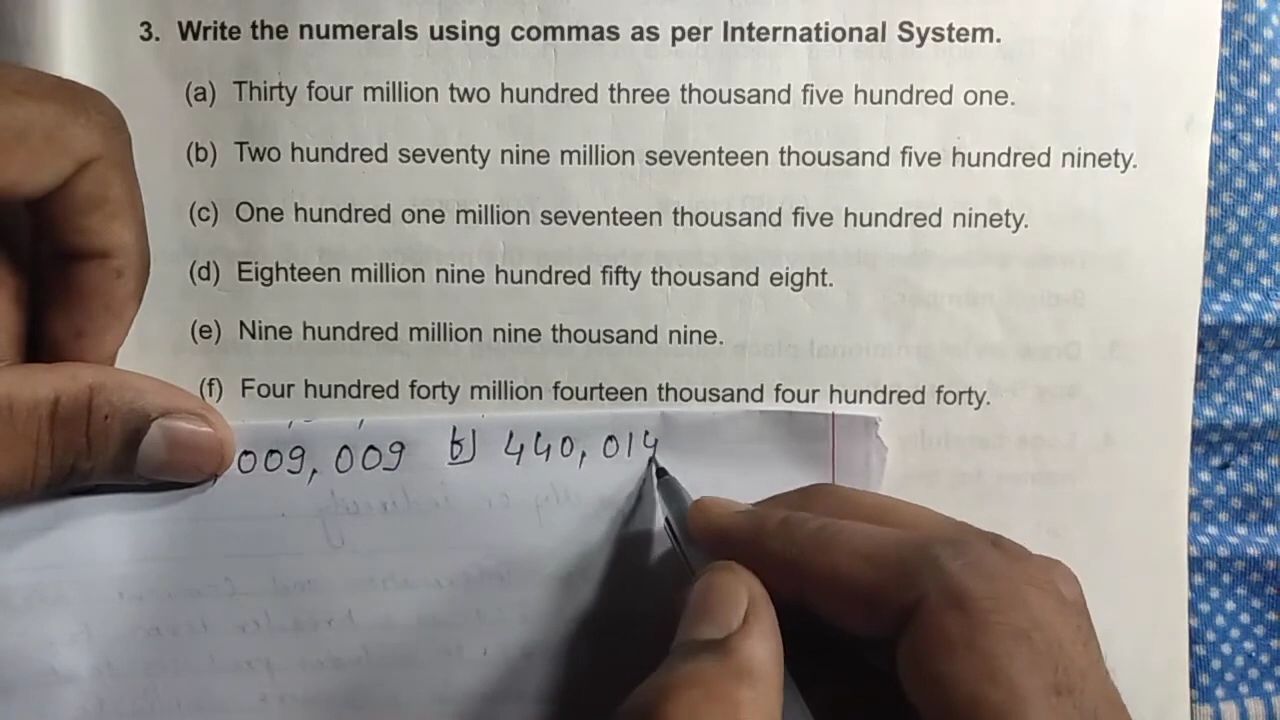 3. Write the numerals using commas as per International System.
(a) Thirty four million two hundred three thousand five hundred one.
(b) Two hundred seventy nine million seventeen thousand five hundred ninety.
(c) One hundred one million seventeen thousand five hundred ninety.
(d) Eighteen million nine hundred fifty thousand eight.
(e) Nine hundred million nine thousand nine.
(f) Four hundred forty million fourteen thousand four hundred forty.
009, 009 b) 440, 014